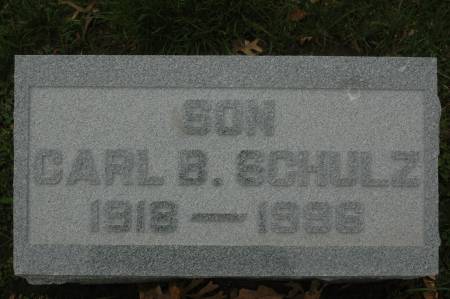 SON
CARL B. SCHULZ
1918 — 1996